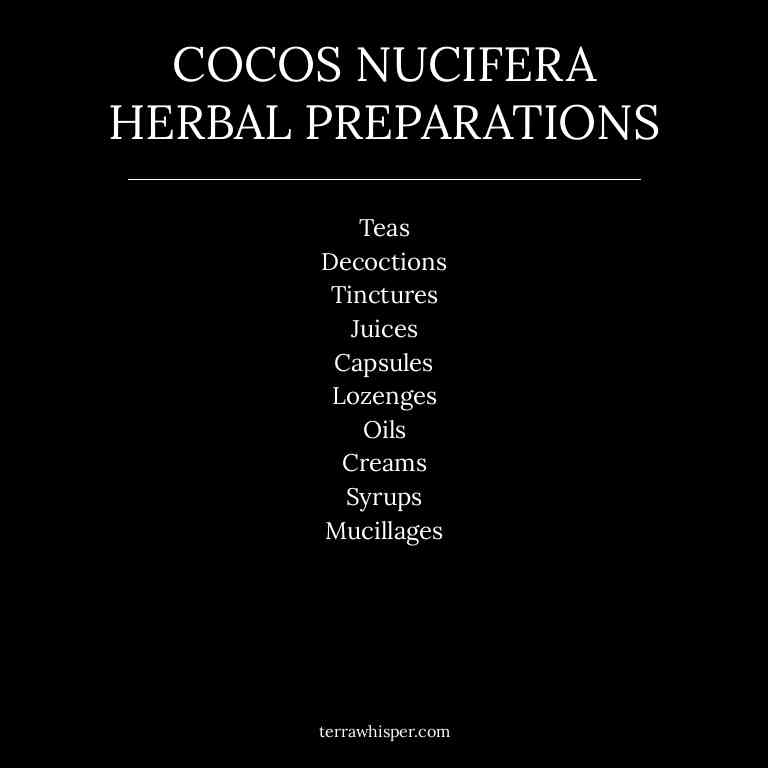 COCOS NUCIFERA
HERBAL PREPARATIONS
Teas
Decoctions
Tinctures
Juices
Capsules
Lozenges
Oils
Creams
Syrups
Mucillages
terrawhisper.com